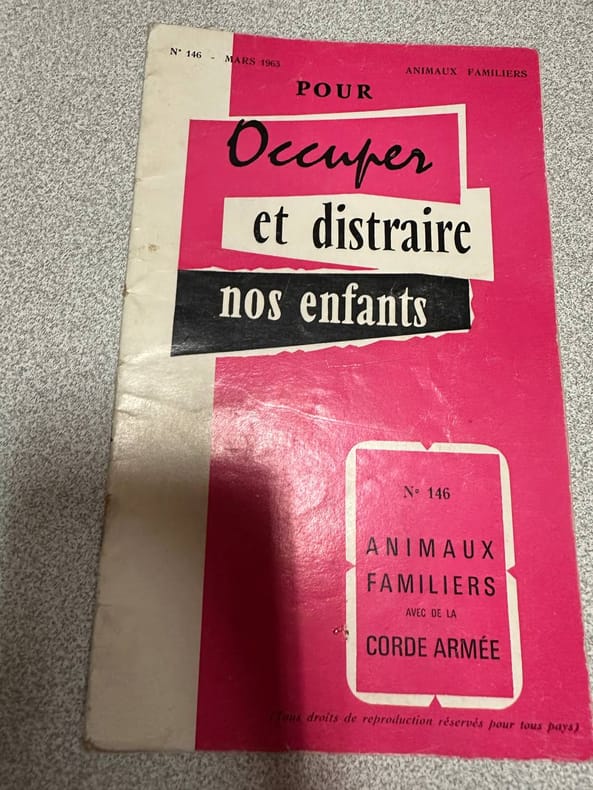 N° 146 - MARS 1963
ANIMAUX FAMILIERS
POUR
Occuper
et distraire
nos enfants
N° 146
ANIMAUX
FAMILIERS
AVEC DE LA
CORDE ARMÉE
(Tous droits de reproduction réservés pour tous pays)